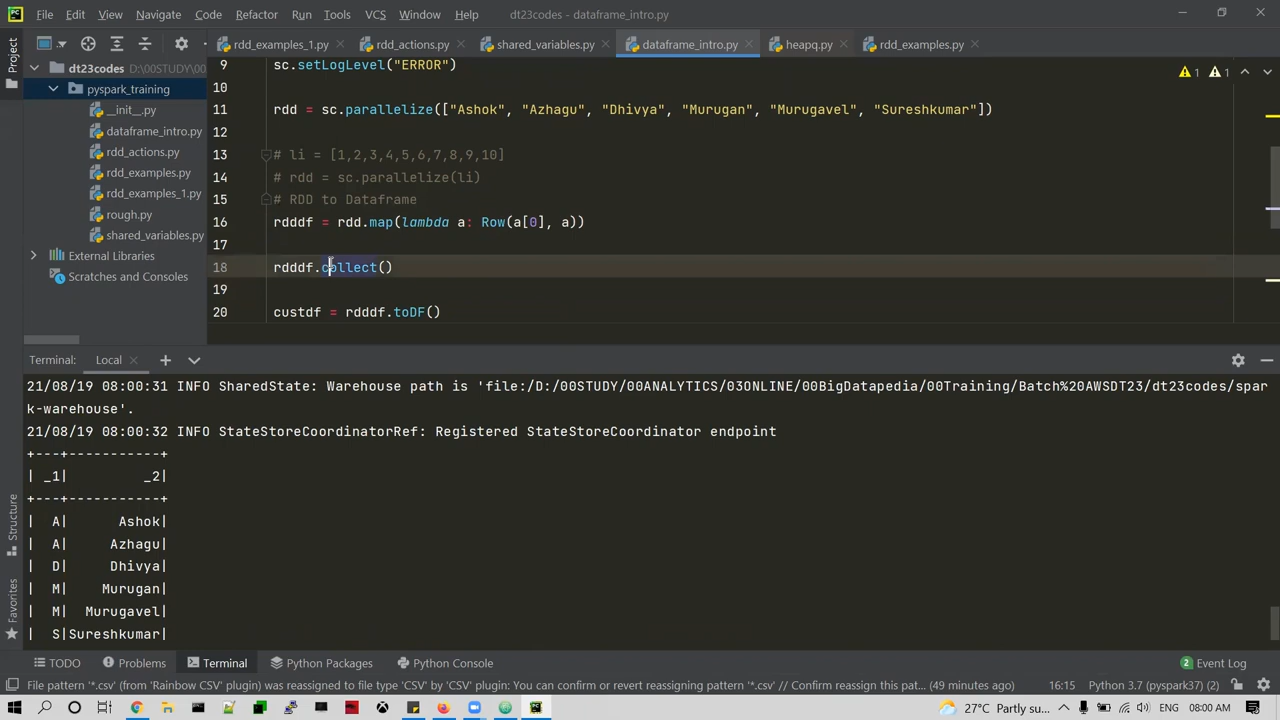 File Edit View Navigate Code Refactor Run Tools VCS Window Help dt23codes - dataframe_intro.py
Project
rdd_examples_1.py rdd_actions.py shared_variables.py dataframe_intro.py heapq.py rdd_examples.py
dt23codes
pyspark_training
__init__.py
dataframe_intro.py
rdd_actions.py
rdd_examples.py
rdd_examples_1.py
rough.py
shared_variables.py
External Libraries
Scratches and Consoles
1 1
9 sc.setLogLevel("ERROR")
10
11 rdd = sc.parallelize(["Ashok", "Azhagu", "Dhivya", "Murugan", "Murugavel", "Sureshkumar"])
12
13 # li = [1,2,3,4,5,6,7,8,9,10]
14 # rdd = sc.parallelize(li)
15 # RDD to Dataframe
16 rdddf = rdd.map(lambda a: Row(a[0], a))
17
18 rdddf.collect()
19
20 custdf = rdddf.toDF()
Terminal: Local
21/08/19 08:00:31 INFO SharedState: Warehouse path is 'file:/D:/00STUDY/00ANALYTICS/03ONLINE/00BigDatapedia/00Training/Batch%20AWSDT23/dt23codes/spar
k-warehouse'.
21/08/19 08:00:32 INFO StateStoreCoordinatorRef: Registered StateStoreCoordinator endpoint
+---+-----------+
| _1| _2|
+---+-----------+
| A| Ashok|
| A| Azhagu|
| D| Dhivya|
| M| Murugan|
| M| Murugavel|
| S|Sureshkumar|
Structure
Favorites
TODO Problems Terminal Python Packages Python Console 2 Event Log
File pattern '*.csv' (from 'Rainbow CSV' plugin) was reassigned to file type 'CSV' by 'CSV' plugin: You can confirm or revert reassigning pattern '*.csv' // Confirm reassign this pat... (49 minutes ago) 16:15 Python 3.7 (pyspark37) (2)
27°C Partly su... ENG 08:00 AM